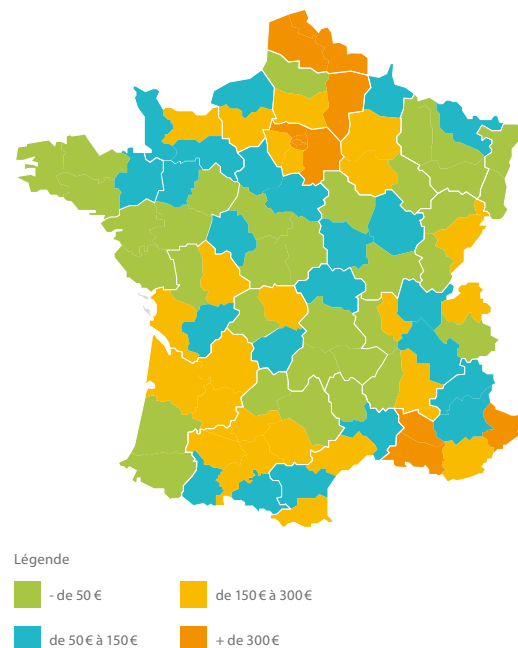 Légende
- de 50 €
de 150 € à 300 €
de 50 € à 150 €
+ de 300 €